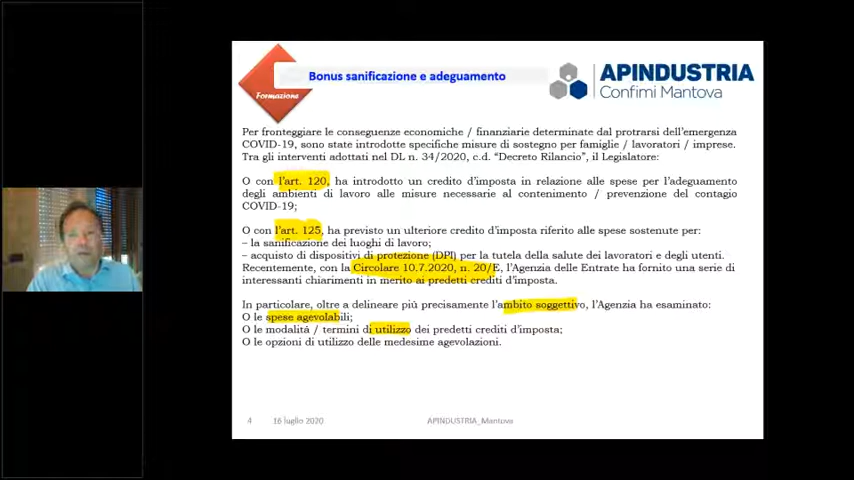 Bonus sanificazione e adeguamento
Formazione
APINDUSTRIA
Confimi Mantova
Per fronteggiare le conseguenze economiche / finanziarie determinate dal protrarsi dell'emergenza
COVID-19, sono state introdotte specifiche misure di sostegno per famiglie / lavoratori / imprese.
Tra gli interventi adottati nel DL n. 34/2020, c.d. “Decreto Rilancio”, il Legislatore:
O con l'art. 120, ha introdotto un credito d'imposta in relazione alle spese per l'adeguamento
degli ambienti di lavoro alle misure necessarie al contenimento / prevenzione del contagio
COVID-19;
O con l'art. 125, ha previsto un ulteriore credito d'imposta riferito alle spese sostenute per:
– la sanificazione dei luoghi di lavoro;
– acquisto di dispositivi di protezione (DPI) per la tutela della salute dei lavoratori e degli utenti.
Recentemente, con la Circolare 10.7.2020, n. 20/E, l'Agenzia delle Entrate ha fornito una serie di
interessanti chiarimenti in merito ai predetti crediti d'imposta.
In particolare, oltre a delineare più precisamente l'ambito soggettivo, l'Agenzia ha esaminato:
O le spese agevolabili;
O le modalitá / termini di utilizzo dei predetti crediti d'imposta;
O le opzioni di utilizzo delle medesime agevolazioni.
4 16 luglio 2020 APINDUSTRIA_Mantova